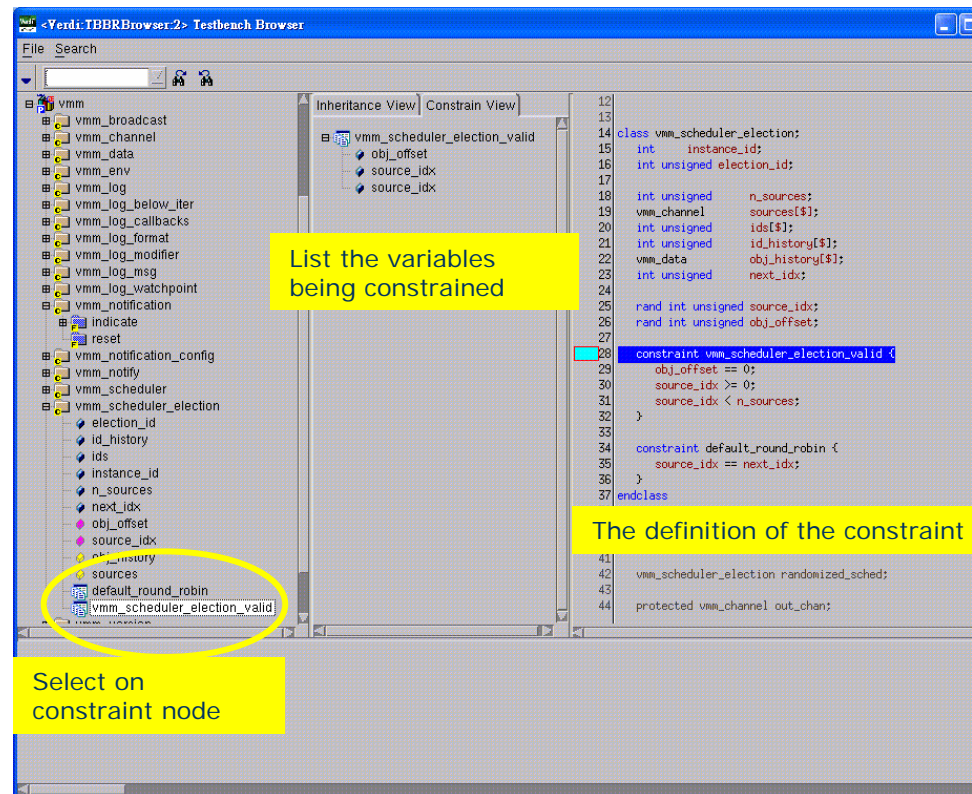 <Verdi:TBBRBrowser:2> Testbench Browser
File Search
vmm
vmm_broadcast
vmm_channel
vmm_data
vmm_env
vmm_log
vmm_log_below_iter
vmm_log_callbacks
vmm_log_format
vmm_log_modifier
vmm_log_msg
vmm_log_watchpoint
vmm_notification
indicate
reset
vmm_notification_config
vmm_notify
vmm_scheduler
vmm_scheduler_election
election_id
id_history
ids
instance_id
n_sources
next_idx
obj_offset
source_idx
obj_history
sources
default_round_robin
vmm_scheduler_election_valid
vmm_version
Select on
constraint node
Inheritance View Constrain View
vmm_scheduler_election_valid
obj_offset
source_idx
source_idx
List the variables
being constrained
12
13
14 class vmm_scheduler_election;
15 int instance_id;
16 int unsigned election_id;
17
18 int unsigned n_sources;
19 vmm_channel sources[$];
20 int unsigned ids[$];
21 int unsigned id_history[$];
22 vmm_data obj_history[$];
23 int unsigned next_idx;
24
25 rand int unsigned source_idx;
26 rand int unsigned obj_offset;
27
28 constraint vmm_scheduler_election_valid {
29 obj_offset == 0;
30 source_idx >= 0;
31 source_idx < n_sources;
32 }
33
34 constraint default_round_robin {
35 source_idx == next_idx;
36 }
37 endclass
The definition of the constraint
41
42 vmm_scheduler_election randomized_sched;
43
44 protected vmm_channel out_chan;